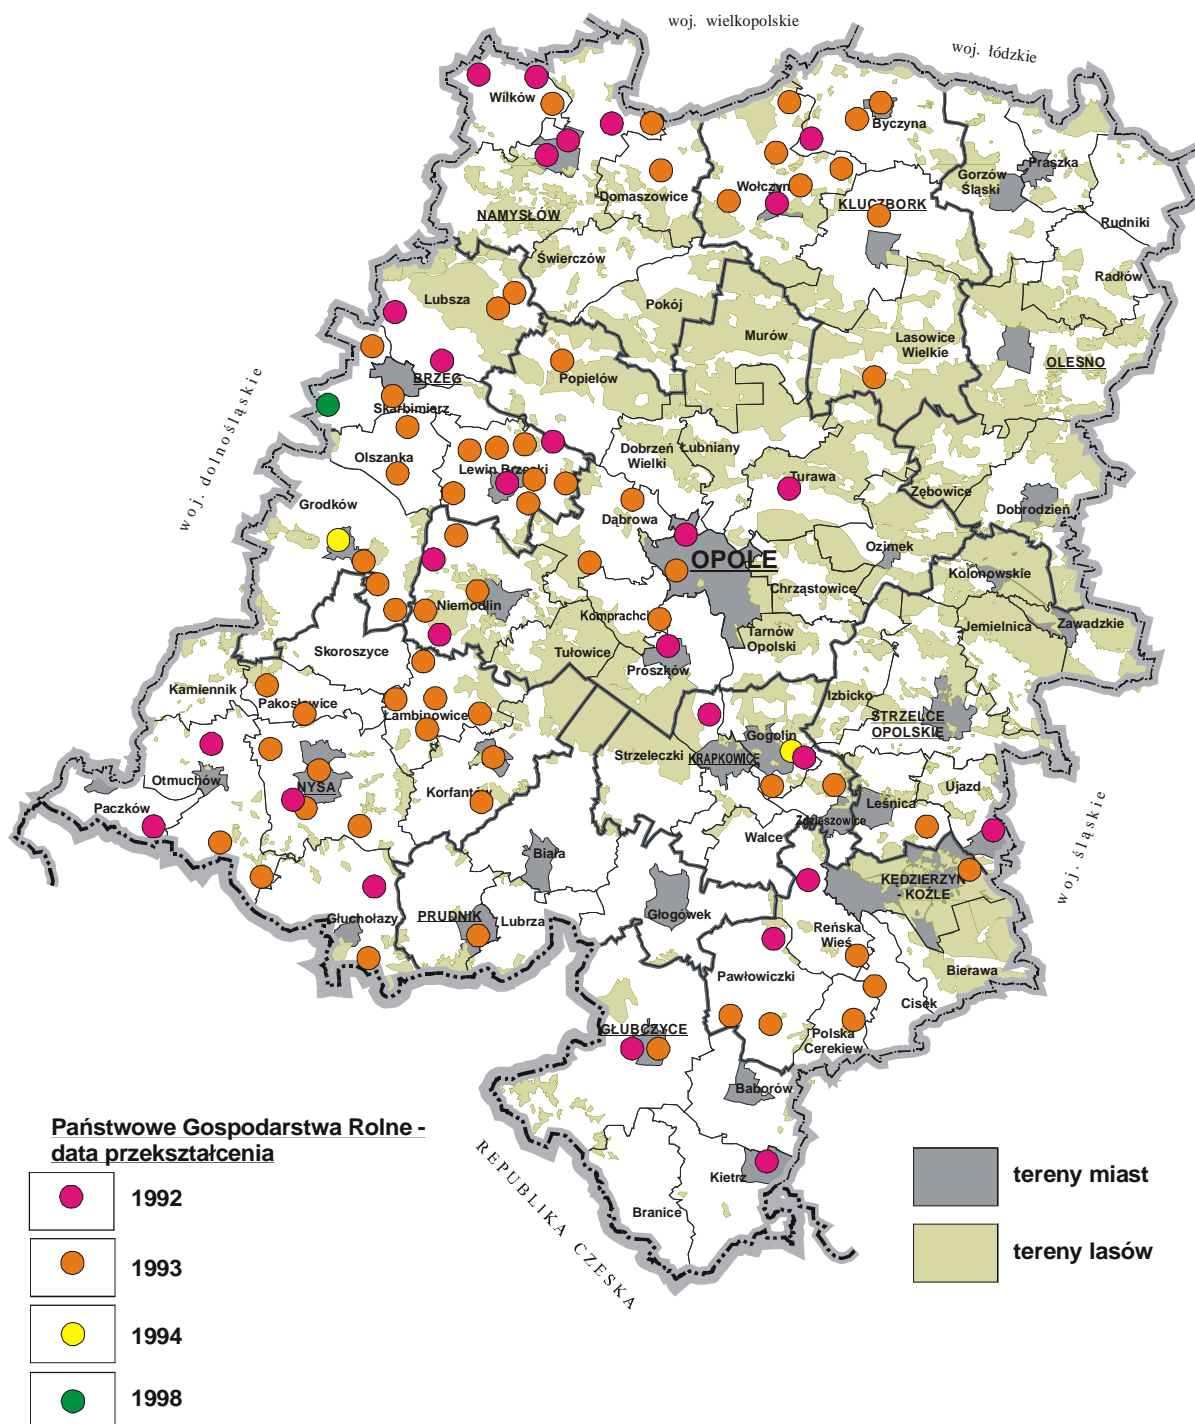 woj. wielkopolskie
woj. łódzkie
Wilków
Byczyna
Praszka
Gorzów
Śląski
Wołczyn
Domaszowice
KLUCZBORK
NAMYSŁÓW
Rudniki
Świerczów
Radłów
Lubsza
Pokój
Murów
Lasowice
Wielkie
OLESNO
BRZEG
Popielów
Skarbimierz
woj. dolnośląskie
Olszanka
Dobrzeń
Wielki
Łubniany
Lewin Brzeski
Turawa
Zębowice
Grodków
Dobrodzień
Dąbrowa
OPOLE
Ozimek
Kolonowskie
Chrząstowice
Niemodlin
Komprachcice
Jemielnica
Zawadzkie
Tarnów
Opolski
Skoroszyce
Tułowice
Prószków
Kamiennik
Pakosławice
Izbicko
Łambinowice
STRZELCE
OPOLSKIE
Gogolin
Strzeleczki
KRAPKOWICE
Otmuchów
NYSA
Korfantów
Ujazd
Leśnica
Paczków
Zdzieszowice
Walce
woj. śląskie
Biała
KĘDZIERZYN
- KOŹLE
Głuchołazy
PRUDNIK
Lubrza
Głogówek
Reńska
Wieś
Bierawa
Pawłowiczki
Cisek
GŁUBCZYCE
Polska
Cerekiew
Baborów
Kietrz
Branice
REPUBLIKA CZESKA
Państwowe Gospodarstwa Rolne -
data przekształcenia
1992
1993
1994
1998
tereny miast
tereny lasów